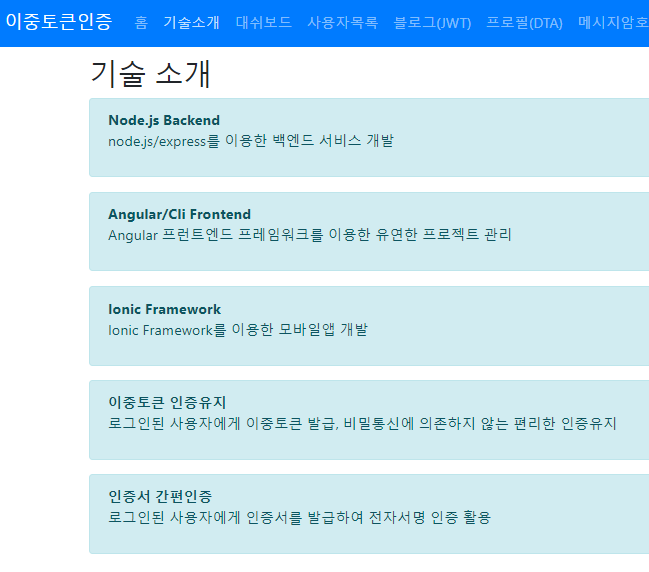 이중토큰인증 홈 기술소개 대쉬보드 사용자목록 블로그(JWT) 프로필(DTA) 메시지암호
기술 소개
Node.js Backend
node.js/express를 이용한 백엔드 서비스 개발
Angular/Cli Frontend
Angular 프런트엔드 프레임워크를 이용한 유연한 프로젝트 관리
Ionic Framework
Ionic Framework를 이용한 모바일앱 개발
이중토큰 인증유지
로그인된 사용자에게 이중토큰 발급, 비밀통신에 의존하지 않는 편리한 인증유지
인증서 간편인증
로그인된 사용자에게 인증서를 발급하여 전자서명 인증 활용